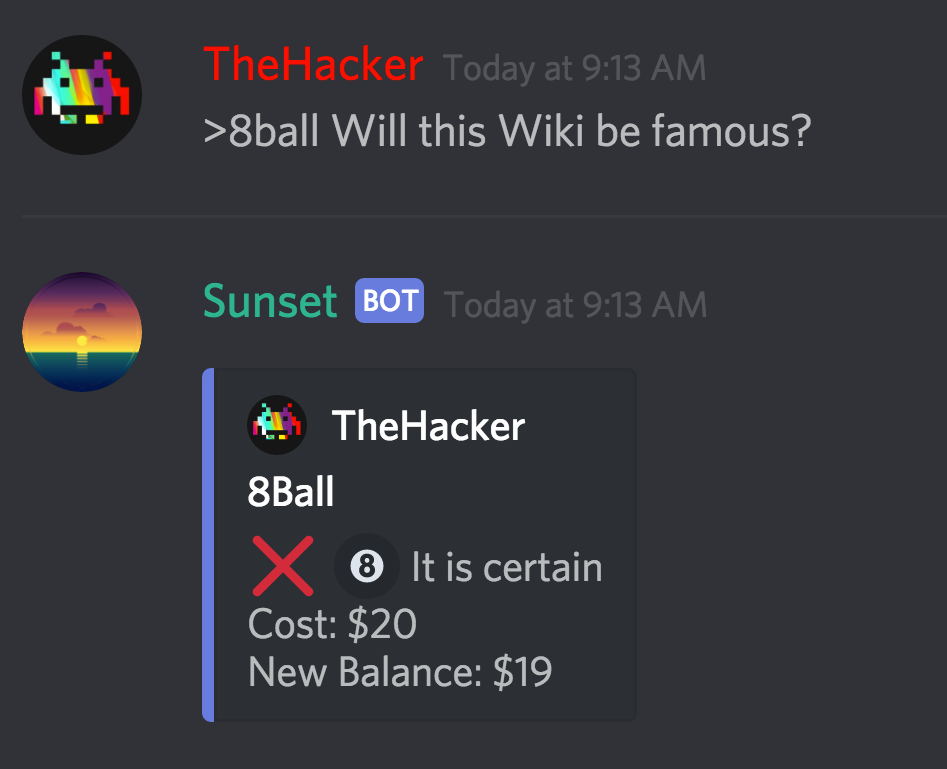 TheHacker Today at 9:13 AM
>8ball Will this Wiki be famous?
Sunset BOT Today at 9:13 AM
TheHacker
8Ball
❌ 🎱 It is certain
Cost: $20
New Balance: $19